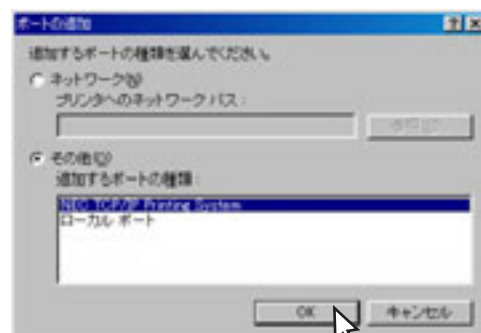 ポートの追加
追加するポートの種類を選んでください。
ネットワーク(N)
プリンタへのネットワーク パス:
その他(O)
追加するポートの種類:
NEC TCP/IP Printing System
ローカル ポート
OK
キャンセル